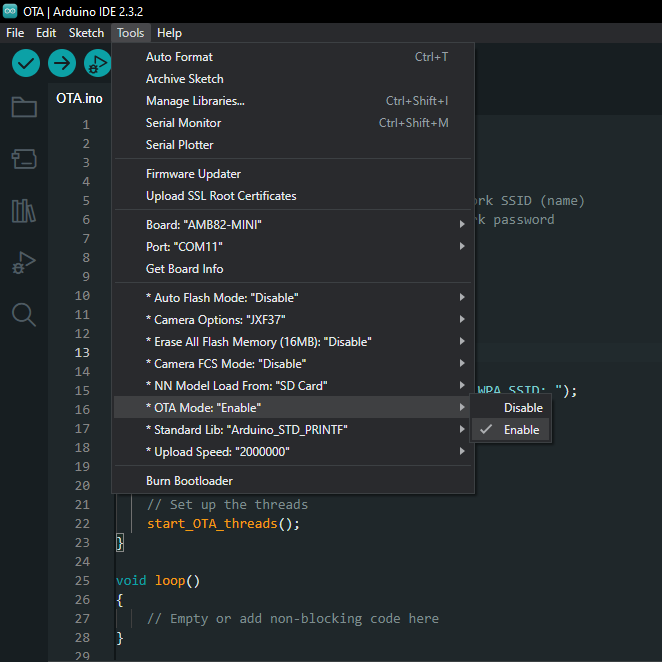 OTA | Arduino IDE 2.3.2
File Edit Sketch Tools Help
Auto Format Ctrl+T
Archive Sketch
Manage Libraries... Ctrl+Shift+I
Serial Monitor Ctrl+Shift+M
Serial Plotter
Firmware Updater
Upload SSL Root Certificates
Board: "AMB82-MINI"
Port: "COM11"
Get Board Info
* Auto Flash Mode: "Disable"
* Camera Options: "JXF37"
* Erase All Flash Memory (16MB): "Disable"
* Camera FCS Mode: "Disable"
* NN Model Load From: "SD Card"
* OTA Mode: "Enable"
* Standard Lib: "Arduino_STD_PRINTF"
* Upload Speed: "2000000"
Burn Bootloader
Disable
Enable
OTA.ino
1
2
3
4
5 rk SSID (name)
6 k password
7
8
9
10
11
12
13
14
15 WPA SSID: ");
16
17
18
19
20
21 // Set up the threads
22 start_OTA_threads();
23 }
24
25 void loop()
26 {
27 // Empty or add non-blocking code here
28 }
29